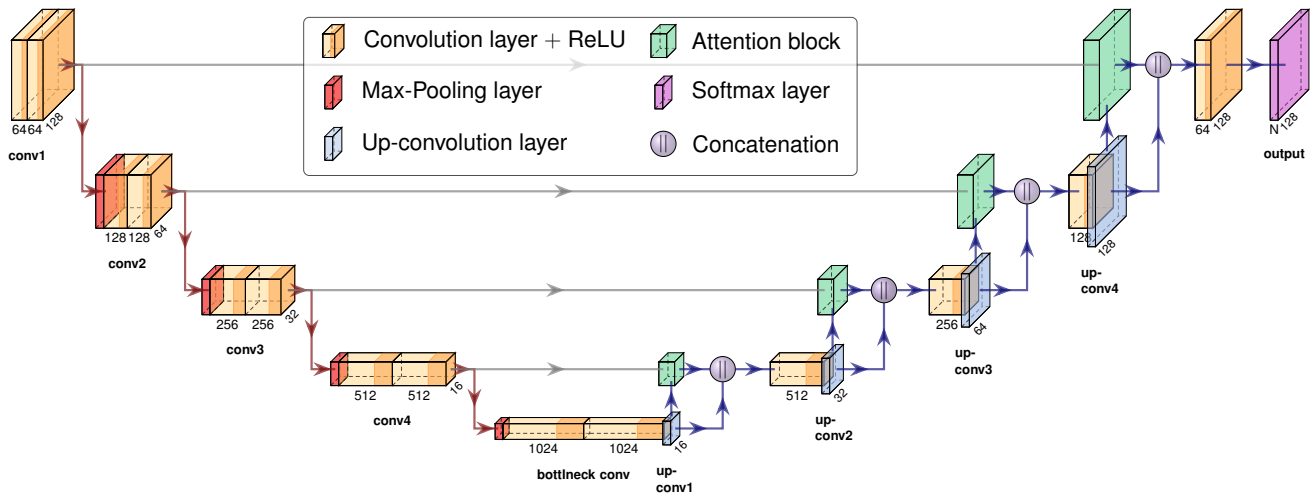 Convolution layer + ReLU
Attention block
Max-Pooling layer
Softmax layer
Up-convolution layer
||
Concatenation
64 64 128
conv1
128 128 64
conv2
256 256 32
conv3
512 512 16
conv4
1024 1024 16
bottlneck conv
up-
conv1
||
512 32
up-
conv2
||
256 64
up-
conv3
||
128 128
up-
conv4
||
64 128
N 128
output